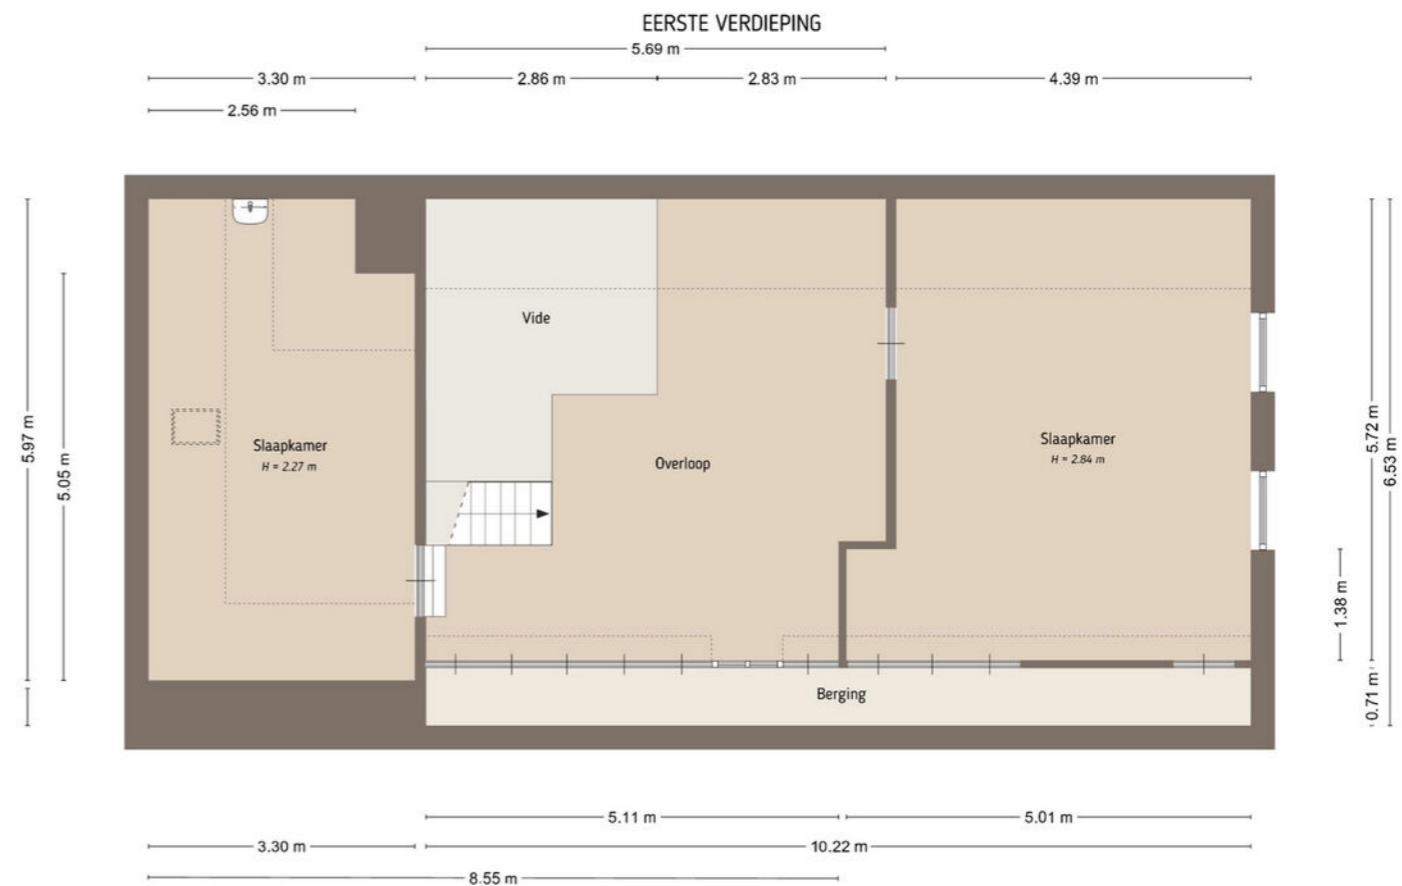 EERSTE VERDIEPING
5.69 m
3.30 m
2.86 m
2.83 m
4.39 m
2.56 m
Vide
Slaapkamer
H = 2.27 m
Overloop
Slaapkamer
H = 2.84 m
5.97 m
5.05 m
5.72 m
6.53 m
1.38 m
0.71 m
Berging
5.11 m
5.01 m
3.30 m
10.22 m
8.55 m